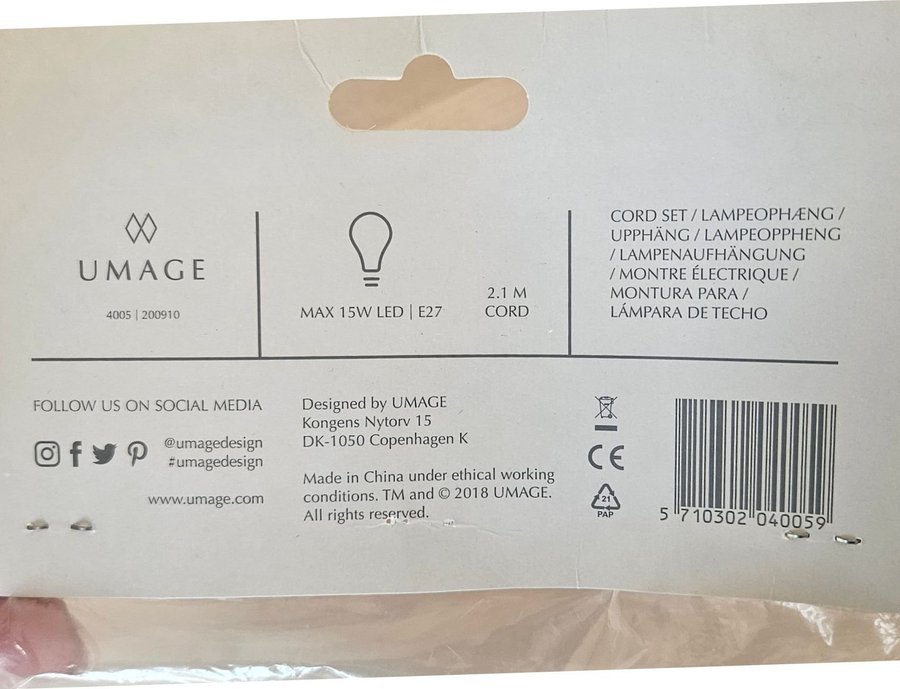 UMAGE
4005 | 200910
MAX 15W LED | E27
2.1 M
CORD
CORD SET / LAMPEOPHÆNG /
UPPHÄNG / LAMPEOPPHENG
/ LAMPENAUFHÄNGUNG
/ MONTRE ÉLECTRIQUE /
MONTURA PARA /
LÁMPARA DE TECHO
FOLLOW US ON SOCIAL MEDIA
@umagedesign
#umagedesign
www.umage.com
Designed by UMAGE
Kongens Nytorv 15
DK-1050 Copenhagen K
Made in China under ethical working
conditions. TM and © 2018 UMAGE.
All rights reserved.
CE
21
PAP
5 710302 040059